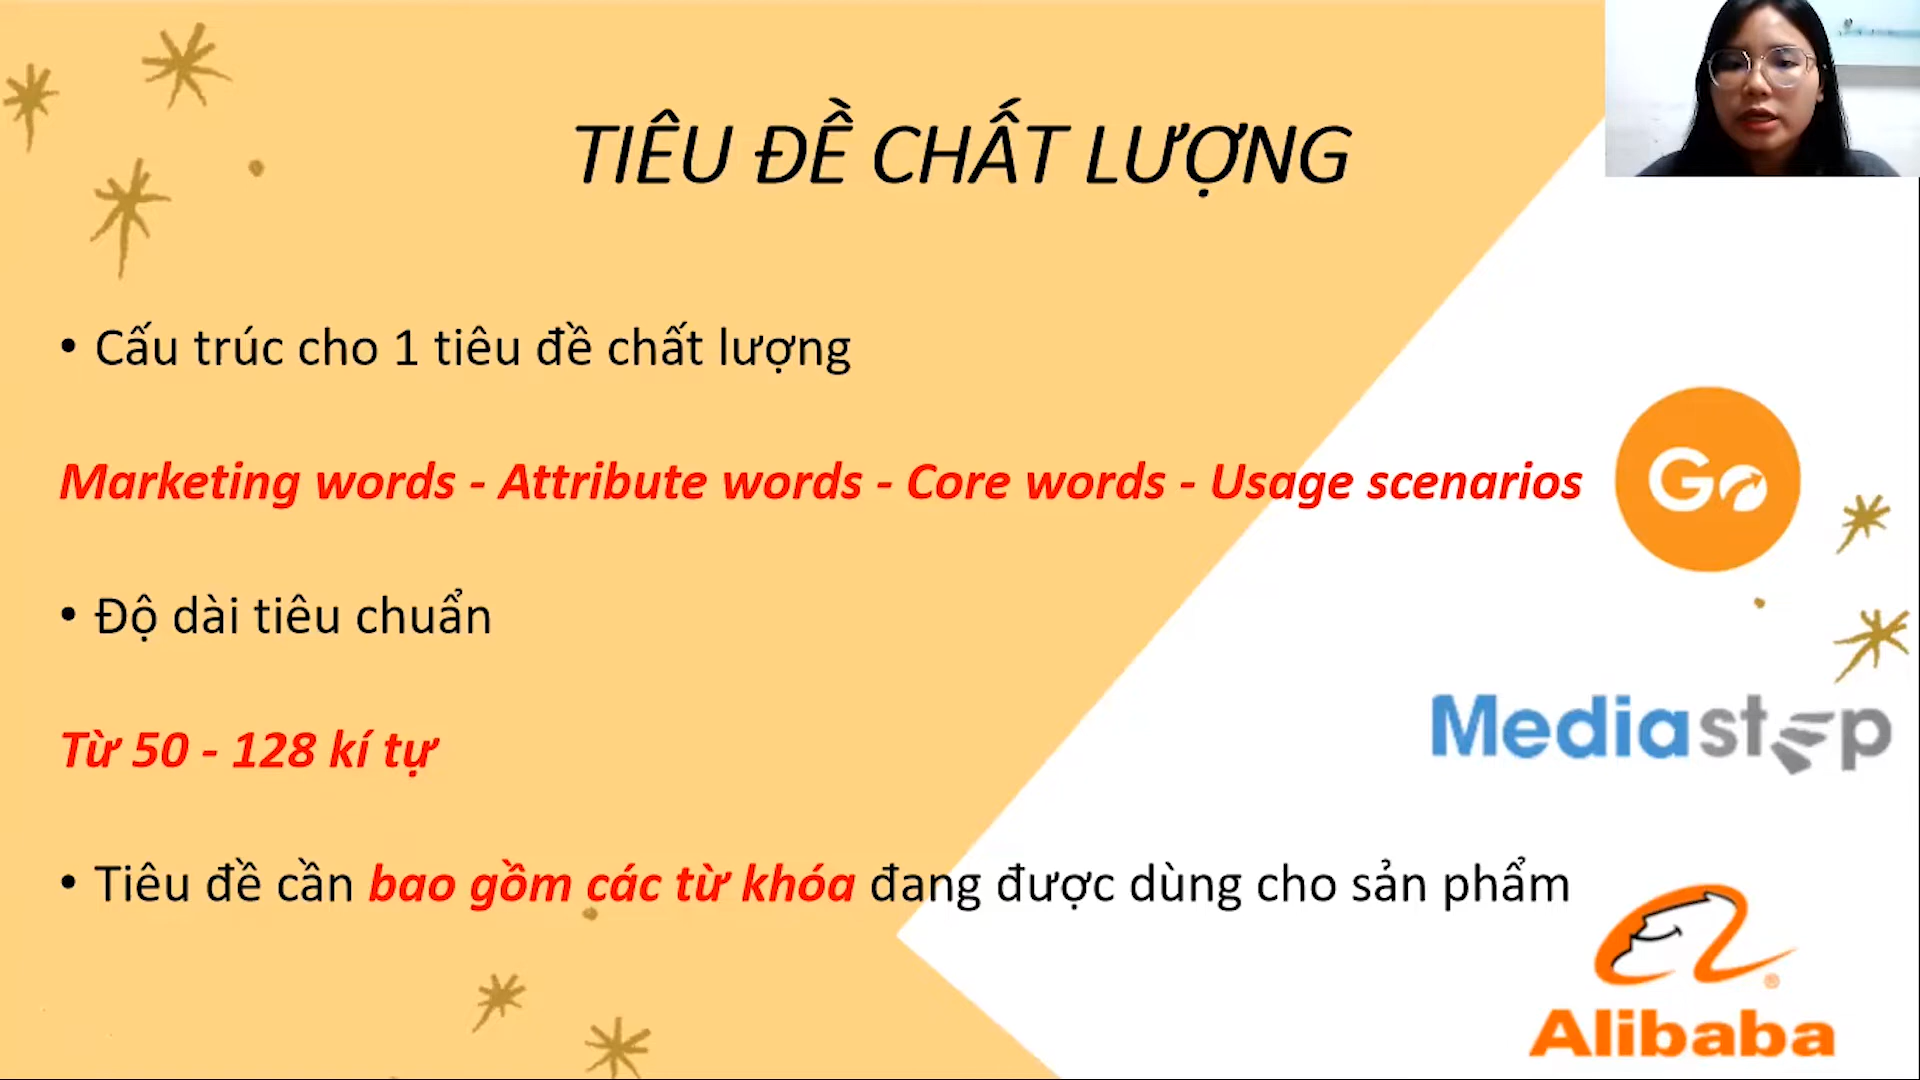 TIÊU ĐỀ CHẤT LƯỢNG
• Cấu trúc cho 1 tiêu đề chất lượng
Marketing words - Attribute words - Core words - Usage scenarios
• Độ dài tiêu chuẩn
Từ 50 - 128 kí tự
• Tiêu đề cần bao gồm các từ khóa đang được dùng cho sản phẩm
Go
Mediastep
Alibaba